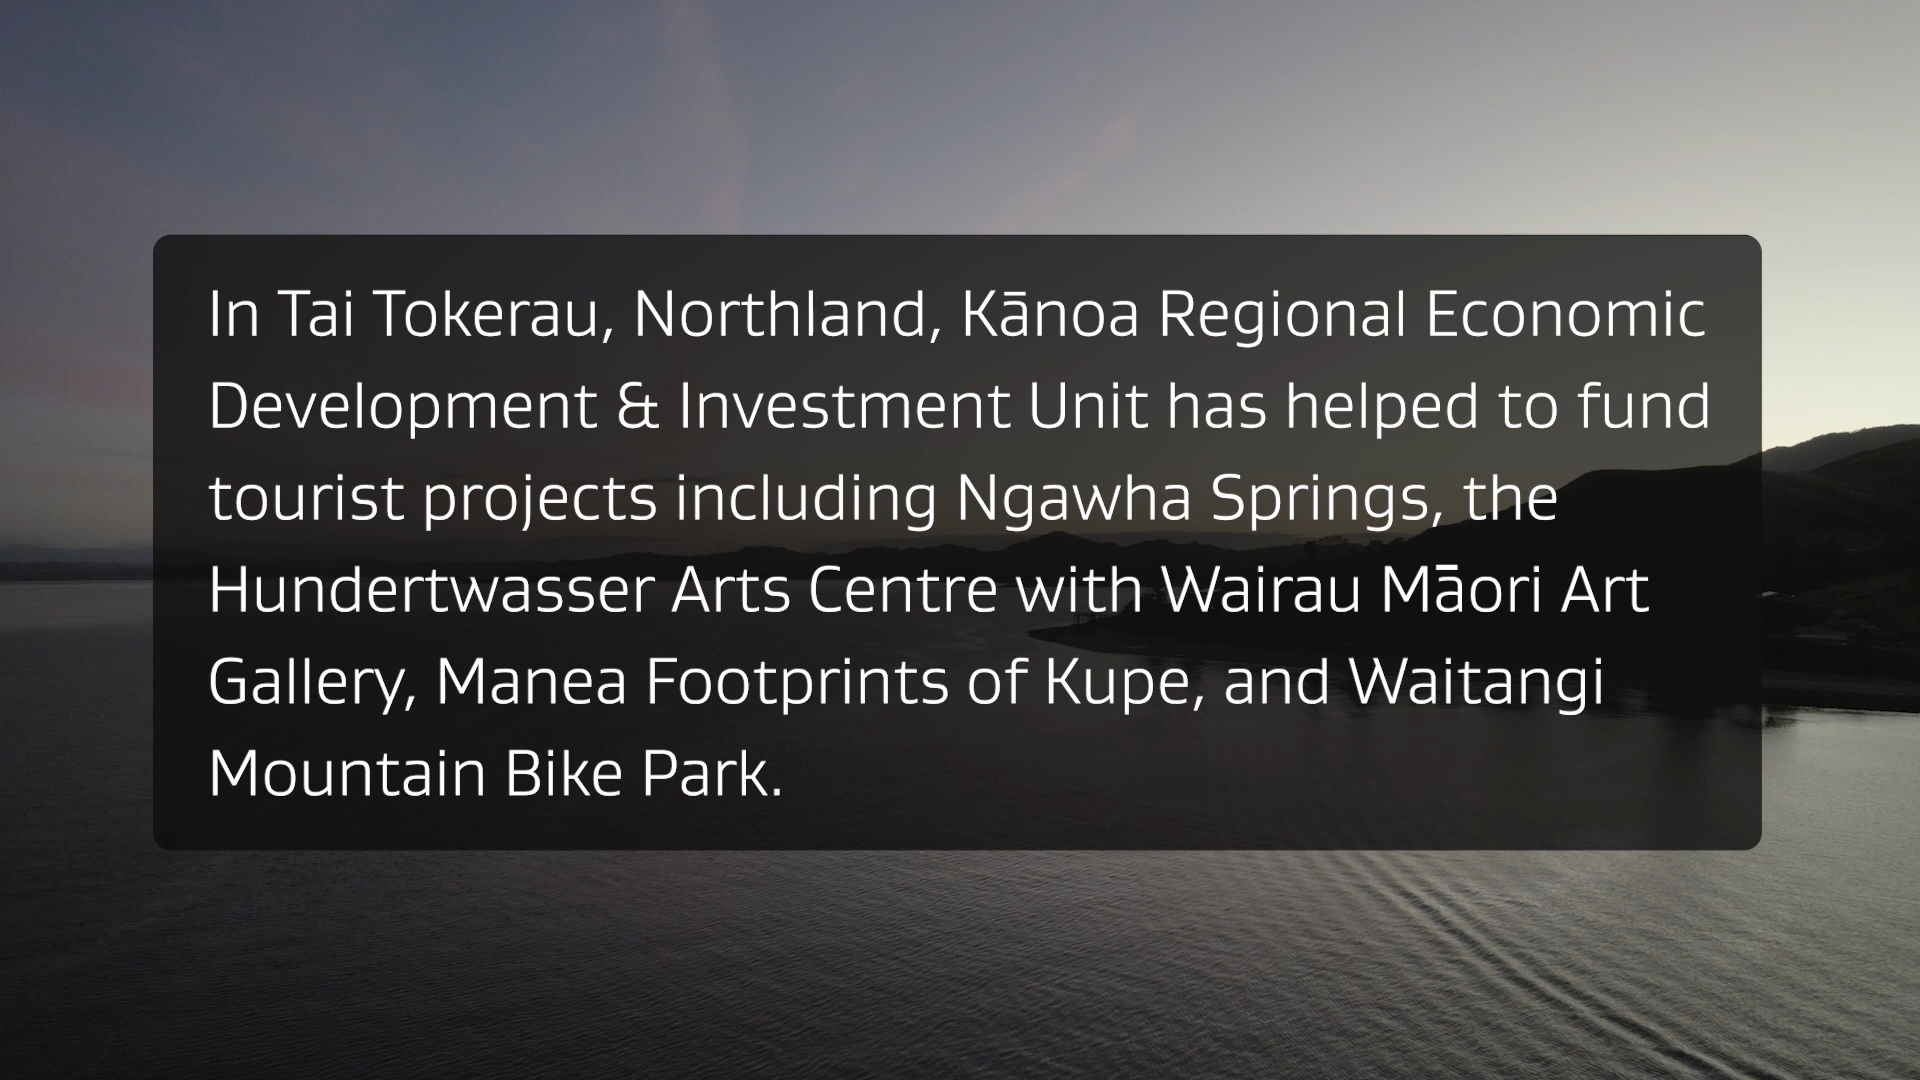 In Tai Tokerau, Northland, Kānoa Regional Economic
Development & Investment Unit has helped to fund
tourist projects including Ngawha Springs, the
Hundertwasser Arts Centre with Wairau Māori Art
Gallery, Manea Footprints of Kupe, and Waitangi
Mountain Bike Park.